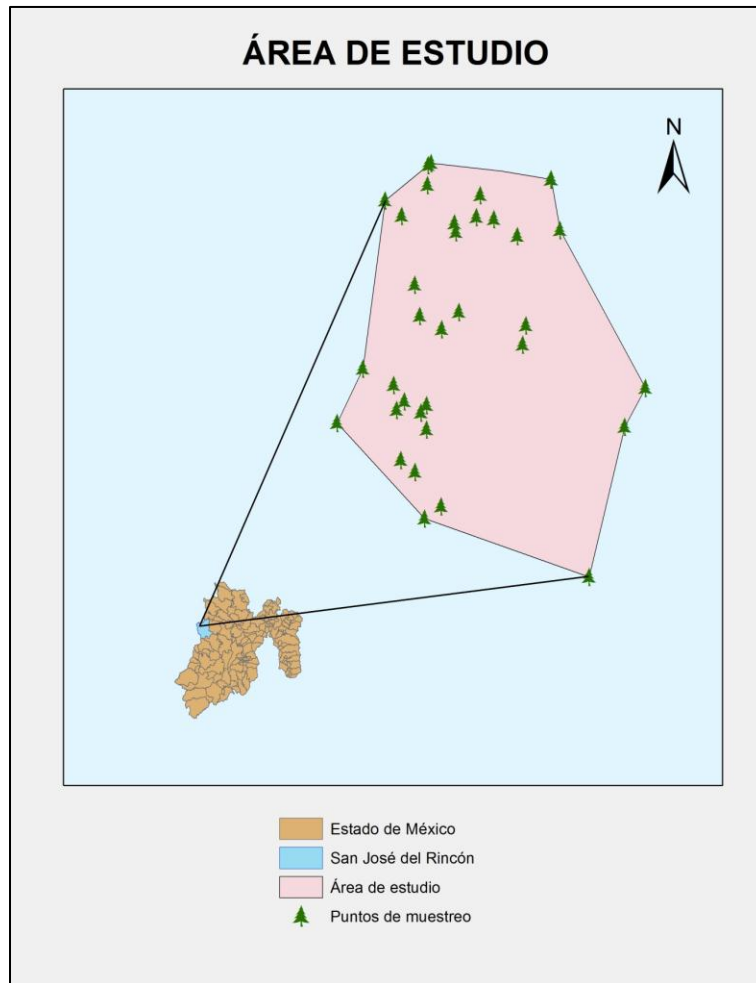 ÁREA DE ESTUDIO
N
Estado de México
San José del Rincón
Área de estudio
Puntos de muestreo